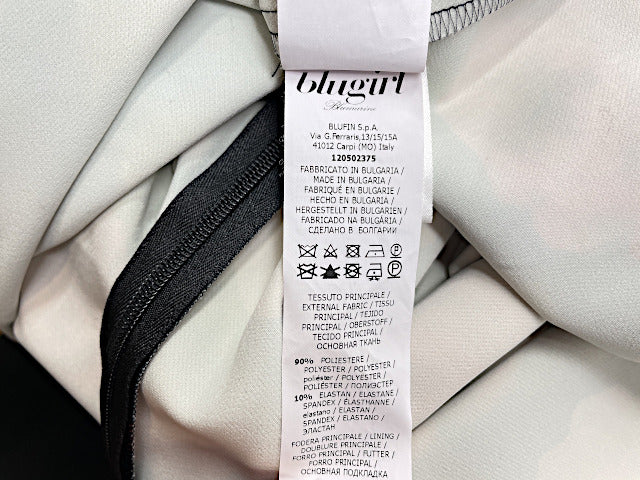 blugirl
Blumarine
BLUFIN S.p.A.
Via G.Ferraris,13/15/15A
41012 Carpi (MO) Italy
120502375
FABBRICATO IN BULGARIA /
MADE IN BULGARIA /
FABRIQUÉ EN BULGARIE /
HECHO EN BULGARIA /
HERGESTELLT IN BULGARIEN /
FABRICADO NA BULGÁRIA /
СДЕЛАНО В БОЛГАРИИ
TESSUTO PRINCIPALE /
EXTERNAL FABRIC / TISSU
PRINCIPAL / TEJIDO
PRINCIPAL / OBERSTOFF /
TECIDO PRINCIPAL /
ОСНОВНАЯ ТКАНЬ
90% POLIESTERE /
POLYESTER / POLYESTER /
poliéster / POLYESTER /
POLIÉSTER / ПОЛИЭСТЕР
10% ELASTAN / ELASTANE /
SPANDEX / ÉLASTHANNE /
elastano / ELASTAN /
SPANDEX / ELASTANO /
ЭЛАСТАН
FODERA PRINCIPALE / LINING /
DOUBLURE PRINCIPALE /
FORRO PRINCIPAL / FUTTER /
FORRO PRINCIPAL /
ОСНОВНАЯ ПОДКЛАДКА